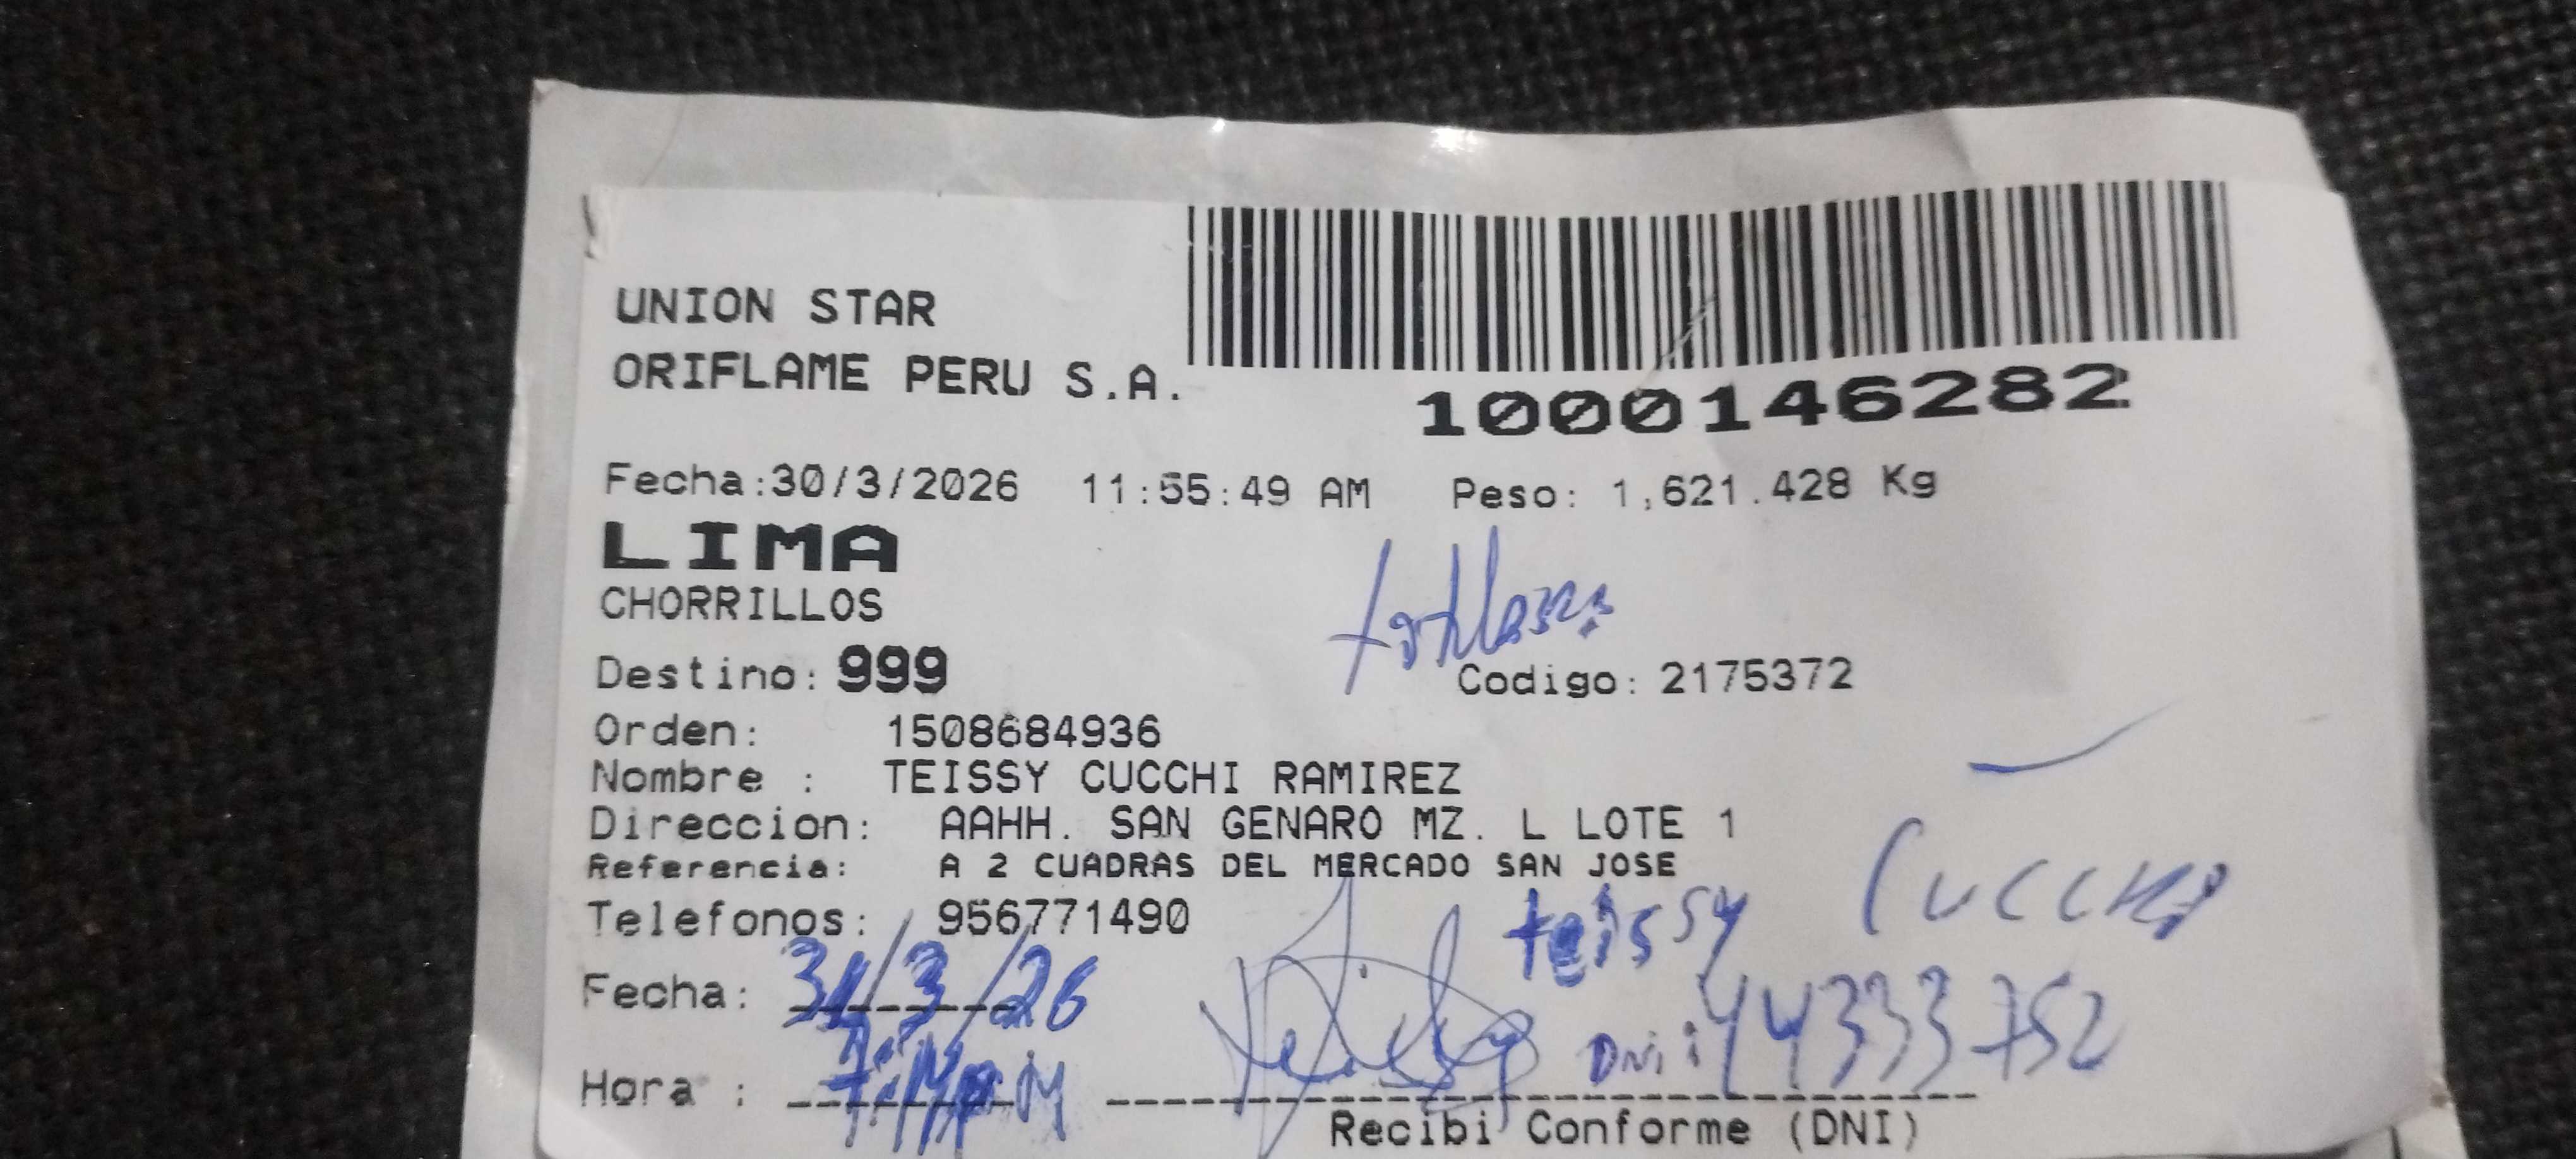 UNION STAR
ORIFLAME PERU S.A.
1000146282
Fecha:30/3/2026 11:55:49 AM Peso: 1,621.428 Kg
LIMA
CHORRILLOS
Destino: 999
Codigo: 2175372
Orden: 1508684936
Nombre : TEISSY CUCCHI RAMIREZ
Direccion: AAHH. SAN GENARO MZ. L LOTE 1
Referencia: A 2 CUADRAS DEL MERCADO SAN JOSE
Telefonos: 956771490
teissy Cucchi
Fecha: 31/3/26
DNI: 44333752
Hora :
Recibi Conforme (DNI)